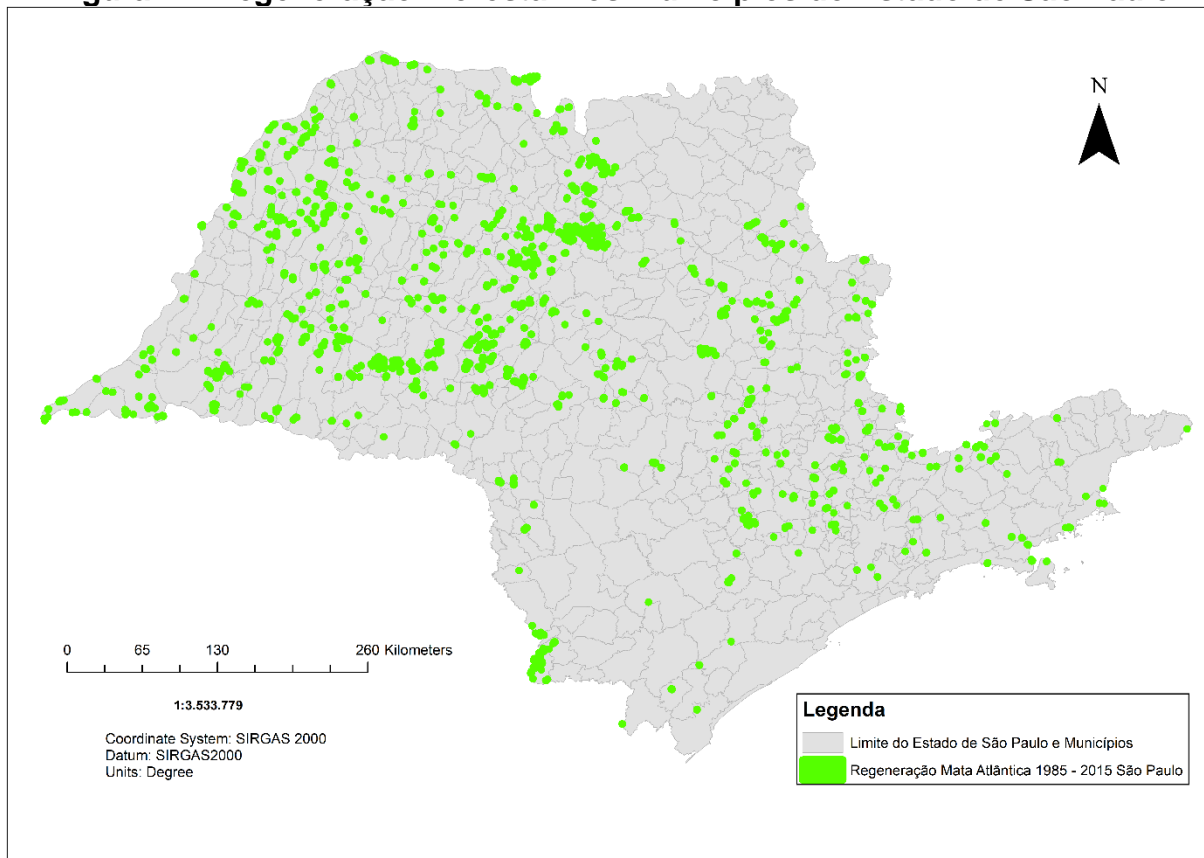 N
0 65 130 260 Kilometers
1:3.533.779
Coordinate System: SIRGAS 2000
Datum: SIRGAS2000
Units: Degree
Legenda
Limite do Estado de São Paulo e Municípios
Regeneração Mata Atlântica 1985 - 2015 São Paulo